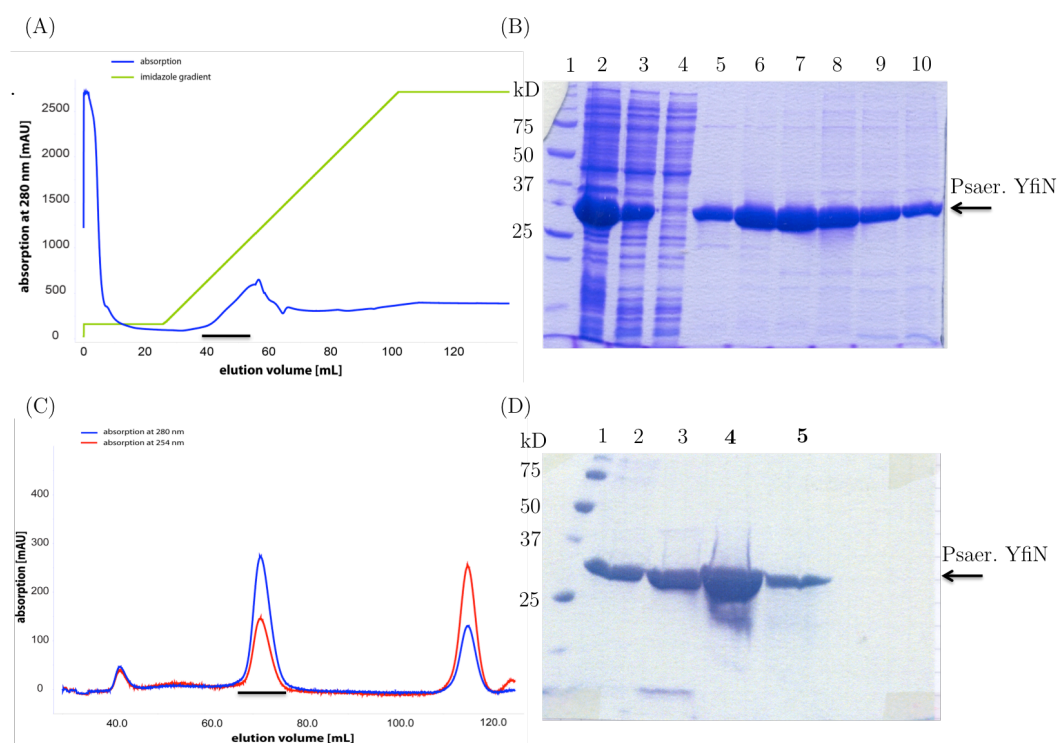 (A)
absorption
imidazole gradient
absorption at 280 nm [mAU]
2500
2000
1500
1000
500
0
0 20 40 60 80 100 120
elution volume [mL]
(B)
1 2 3 4 5 6 7 8 9 10
kD
75
50
37
25
Psaer. YfiN
(C)
absorption at 280 nm
absorption at 254 nm
absorption [mAU]
400
300
200
100
0
40.0 60.0 80.0 100.0 120.0
elution volume [mL]
(D)
1 2 3 4 5
kD
75
50
37
25
Psaer. YfiN